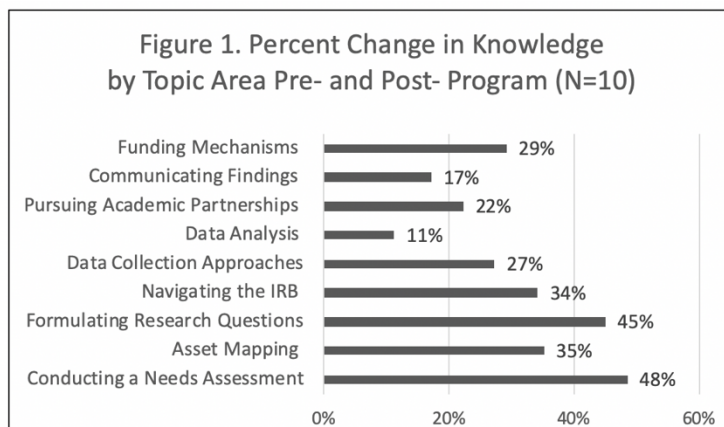 Figure 1. Percent Change in Knowledge
by Topic Area Pre- and Post- Program (N=10)
Funding Mechanisms 29%
Communicating Findings 17%
Pursuing Academic Partnerships 22%
Data Analysis 11%
Data Collection Approaches 27%
Navigating the IRB 34%
Formulating Research Questions 45%
Asset Mapping 35%
Conducting a Needs Assessment 48%
0% 20% 40% 60%